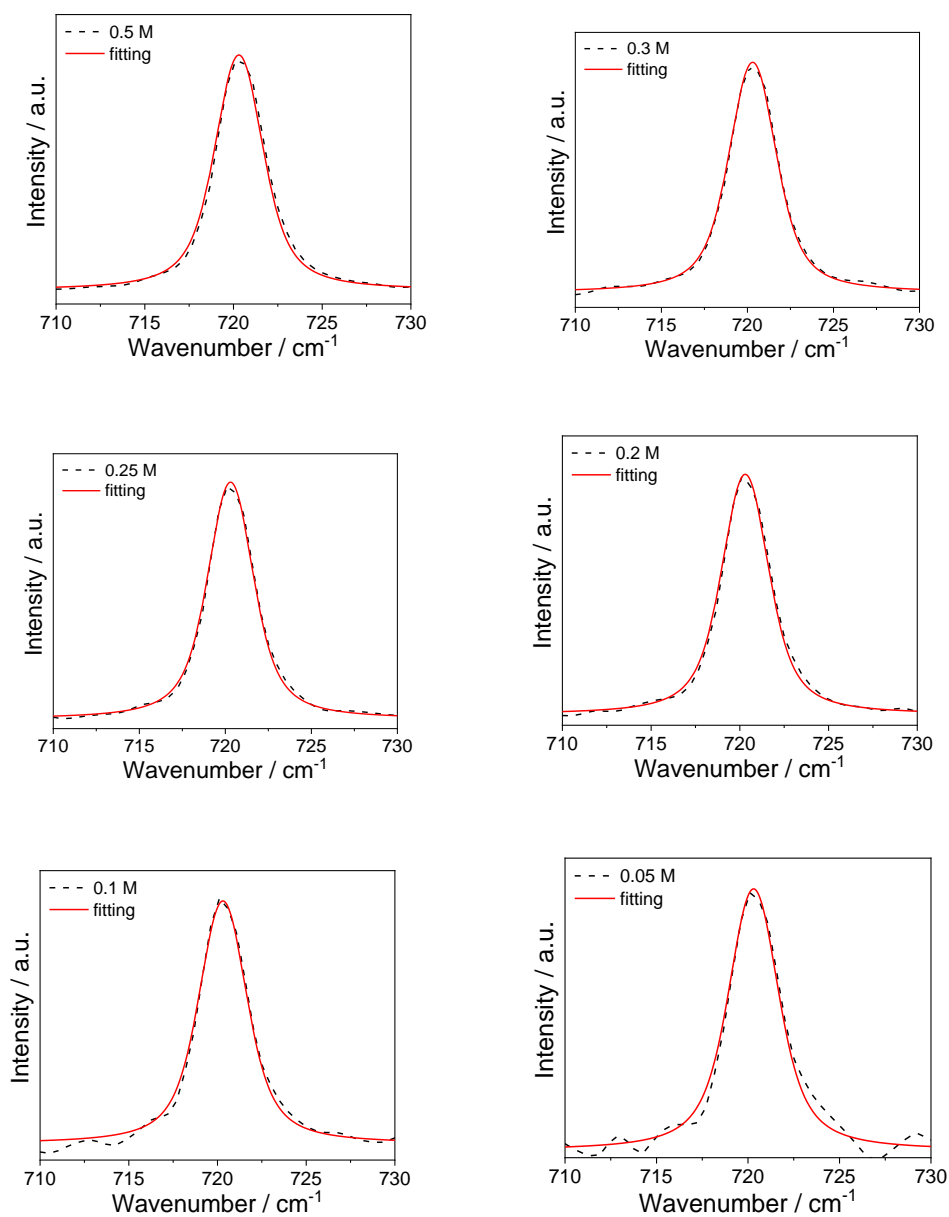 0.5 M
fitting
Intensity / a.u.
710 715 720 725 730
Wavenumber / cm⁻¹
0.3 M
fitting
Intensity / a.u.
710 715 720 725 730
Wavenumber / cm⁻¹
0.25 M
fitting
Intensity / a.u.
710 715 720 725 730
Wavenumber / cm⁻¹
0.2 M
fitting
Intensity / a.u.
710 715 720 725 730
Wavenumber / cm⁻¹
0.1 M
fitting
Intensity / a.u.
710 715 720 725 730
Wavenumber / cm⁻¹
0.05 M
fitting
Intensity / a.u.
710 715 720 725 730
Wavenumber / cm⁻¹